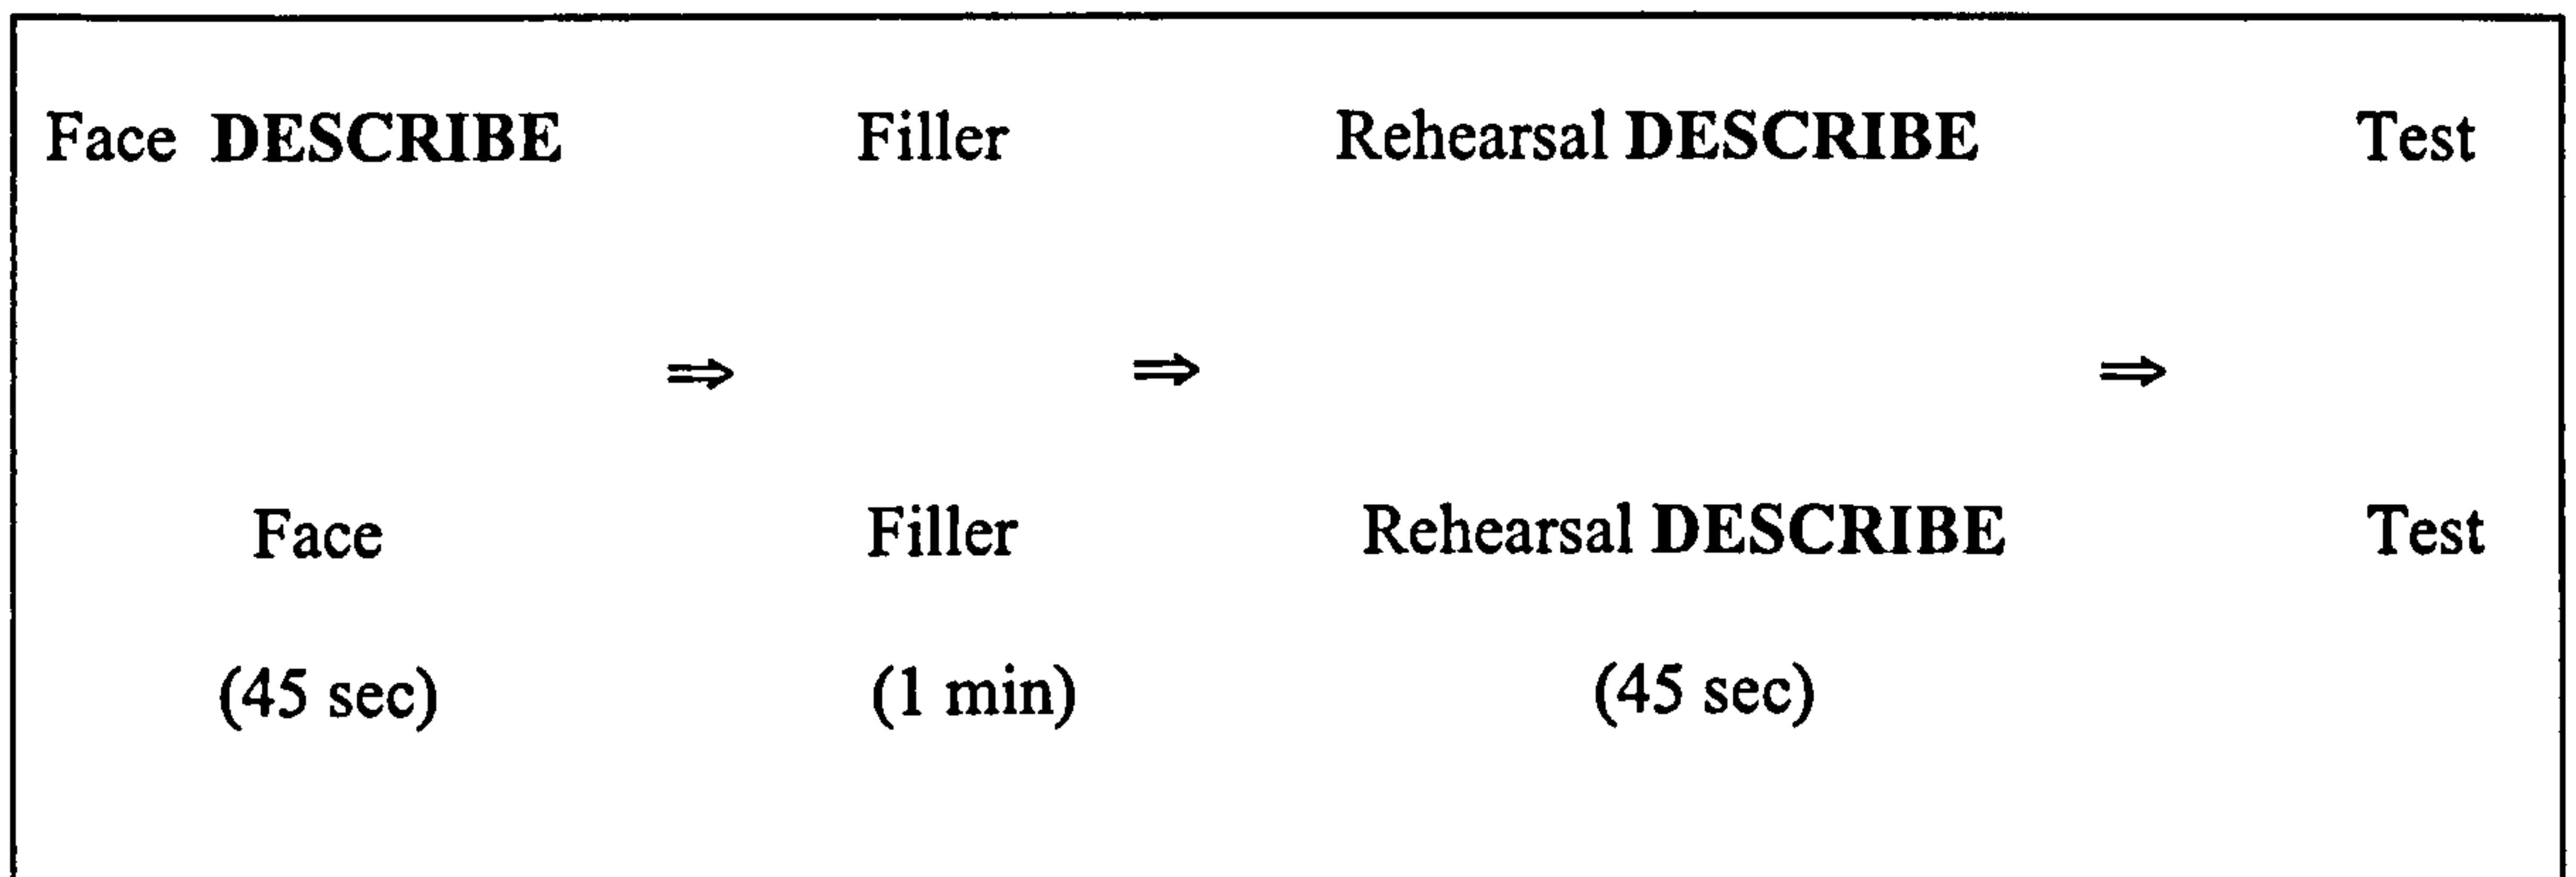 Face DESCRIBE Filler Rehearsal DESCRIBE Test
⇒ ⇒ ⇒
Face Filler Rehearsal DESCRIBE Test
(45 sec) (1 min) (45 sec)